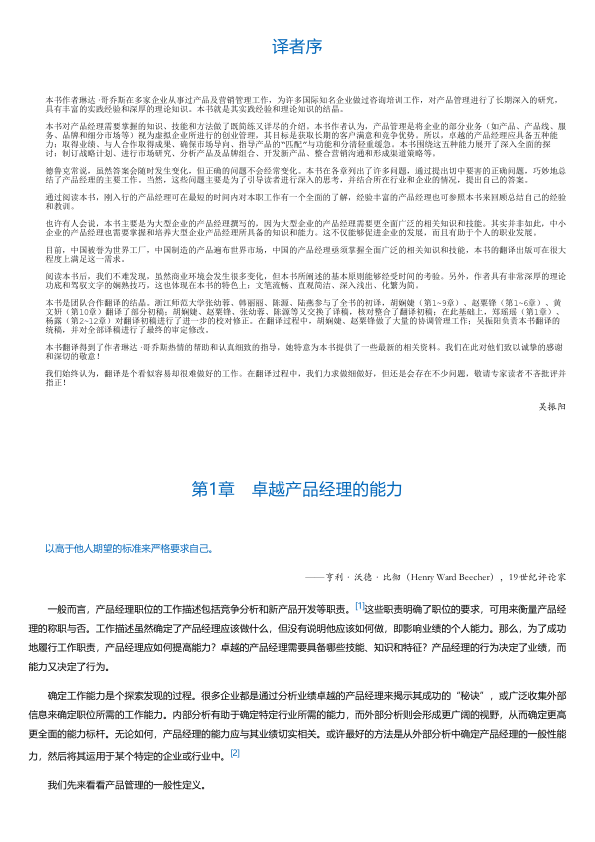 译者序
本书作者琳达·哥乔斯在多家企业从事过产品及营销管理工作，为许多国际知名企业做过咨询培训工作，对产品管理进行了长期深入的研究，
具有丰富的实践经验和深厚的理论知识。本书就是其实践经验和理论知识的结晶。
本书对产品经理需要掌握的知识、技能和方法做了既简练又详尽的介绍。本书作者认为，产品管理是将企业的部分业务（如产品、产品线、服
务、品牌和细分市场等）视为虚拟企业所进行的创业管理，其目标是获取长期的客户满意和竞争优势。所以，卓越的产品经理应具备五种能
力：取得业绩、与人合作取得成果、确保市场导向、指导产品的“匹配”与功能和分清轻重缓急。本书围绕这五种能力展开了深入全面的探
讨；制订战略计划、进行市场研究、分析产品及品牌组合、开发新产品、整合营销沟通和形成渠道策略等。
德鲁克常说，虽然答案会随时发生变化，但正确的问题不会经常变化。本书在各章列出了许多问题，通过提出切中要害的正确问题，巧妙地总
结了产品经理的主要工作。当然，这些问题主要是为了引导读者进行深入的思考，并结合所在行业和企业的情况，提出自己的答案。
通过阅读本书，刚入行的产品经理可在最短的时间内对本职工作有一个全面的了解，经验丰富的产品经理也可参照本书来回顾总结自己的经验
和教训。
也许有人会说，本书主要是为大型企业的产品经理撰写的，因为大型企业的产品经理需要更全面广泛的相关知识和技能。其实并非如此，中小
企业的产品经理也需要掌握和培养大型企业产品经理所具备的知识和能力。这不仅能够促进企业的发展，而且有助于个人的职业发展。
目前，中国被誉为世界工厂，中国制造的产品遍布世界市场，中国的产品经理亟须掌握全面广泛的相关知识和技能，本书的翻译出版可在很大
程度上满足这一需求。
阅读本书后，我们不难发现，虽然商业环境会发生很多变化，但本书所阐述的基本原则能够经受时间的考验。另外，作者具有非常深厚的理论
功底和驾驭文字的娴熟技巧，这也体现在本书的特色上：文笔流畅、直观简洁、深入浅出、化繁为简。
本书是团队合作翻译的结晶。浙江师范大学张幼蓉、韩丽丽、陈源、陆燕参与了全书的初译，胡娴婕（第1~9章）、赵粟锋（第1~6章）、黄
文妍（第10章）翻译了部分初稿；胡娴婕、赵粟锋、张幼蓉、陈源等又交换了译稿，核对整合了翻译初稿；在此基础上，郑瑶瑶（第1章）、
杨露（第2~12章）对翻译初稿进行了进一步的校对修正。在翻译过程中，胡娴婕、赵粟锋做了大量的协调管理工作；吴振阳负责本书翻译的
统稿，并对全部译稿进行了最终的审定修改。
本书翻译得到了作者琳达·哥乔斯热情的帮助和认真细致的指导，她特意为本书提供了一些最新的相关资料。我们在此对他们致以诚挚的感谢
和深切的敬意！
我们始终认为，翻译是个看似容易却很难做好的工作。在翻译过程中，我们力求做细做好，但还是会存在不少问题，敬请专家读者不吝批评并
指正！
吴振阳
第1章　卓越产品经理的能力
以高于他人期望的标准来严格要求自己。
——亨利·沃德·比彻（Henry Ward Beecher），19世纪评论家
一般而言，产品经理职位的工作描述包括竞争分析和新产品开发等职责。[1]这些职责明确了职位的要求，可用来衡量产品经
理的称职与否。工作描述虽然确定了产品经理应该做什么，但没有说明他应该如何做，即影响业绩的个人能力。那么，为了成功
地履行工作职责，产品经理应如何提高能力？卓越的产品经理需要具备哪些技能、知识和特征？产品经理的行为决定了业绩，而
能力又决定了行为。
确定工作能力是个探索发现的过程。很多企业都是通过分析业绩卓越的产品经理来揭示其成功的“秘诀”，或广泛收集外部
信息来确定职位所需的工作能力。内部分析有助于确定特定行业所需的能力，而外部分析则会形成更广阔的视野，从而确定更高
更全面的能力标杆。无论如何，产品经理的能力应与其业绩切实相关。或许最好的方法是从外部分析中确定产品经理的一般性能
力，然后将其运用于某个特定的企业或行业中。[2]
我们先来看看产品管理的一般性定义。